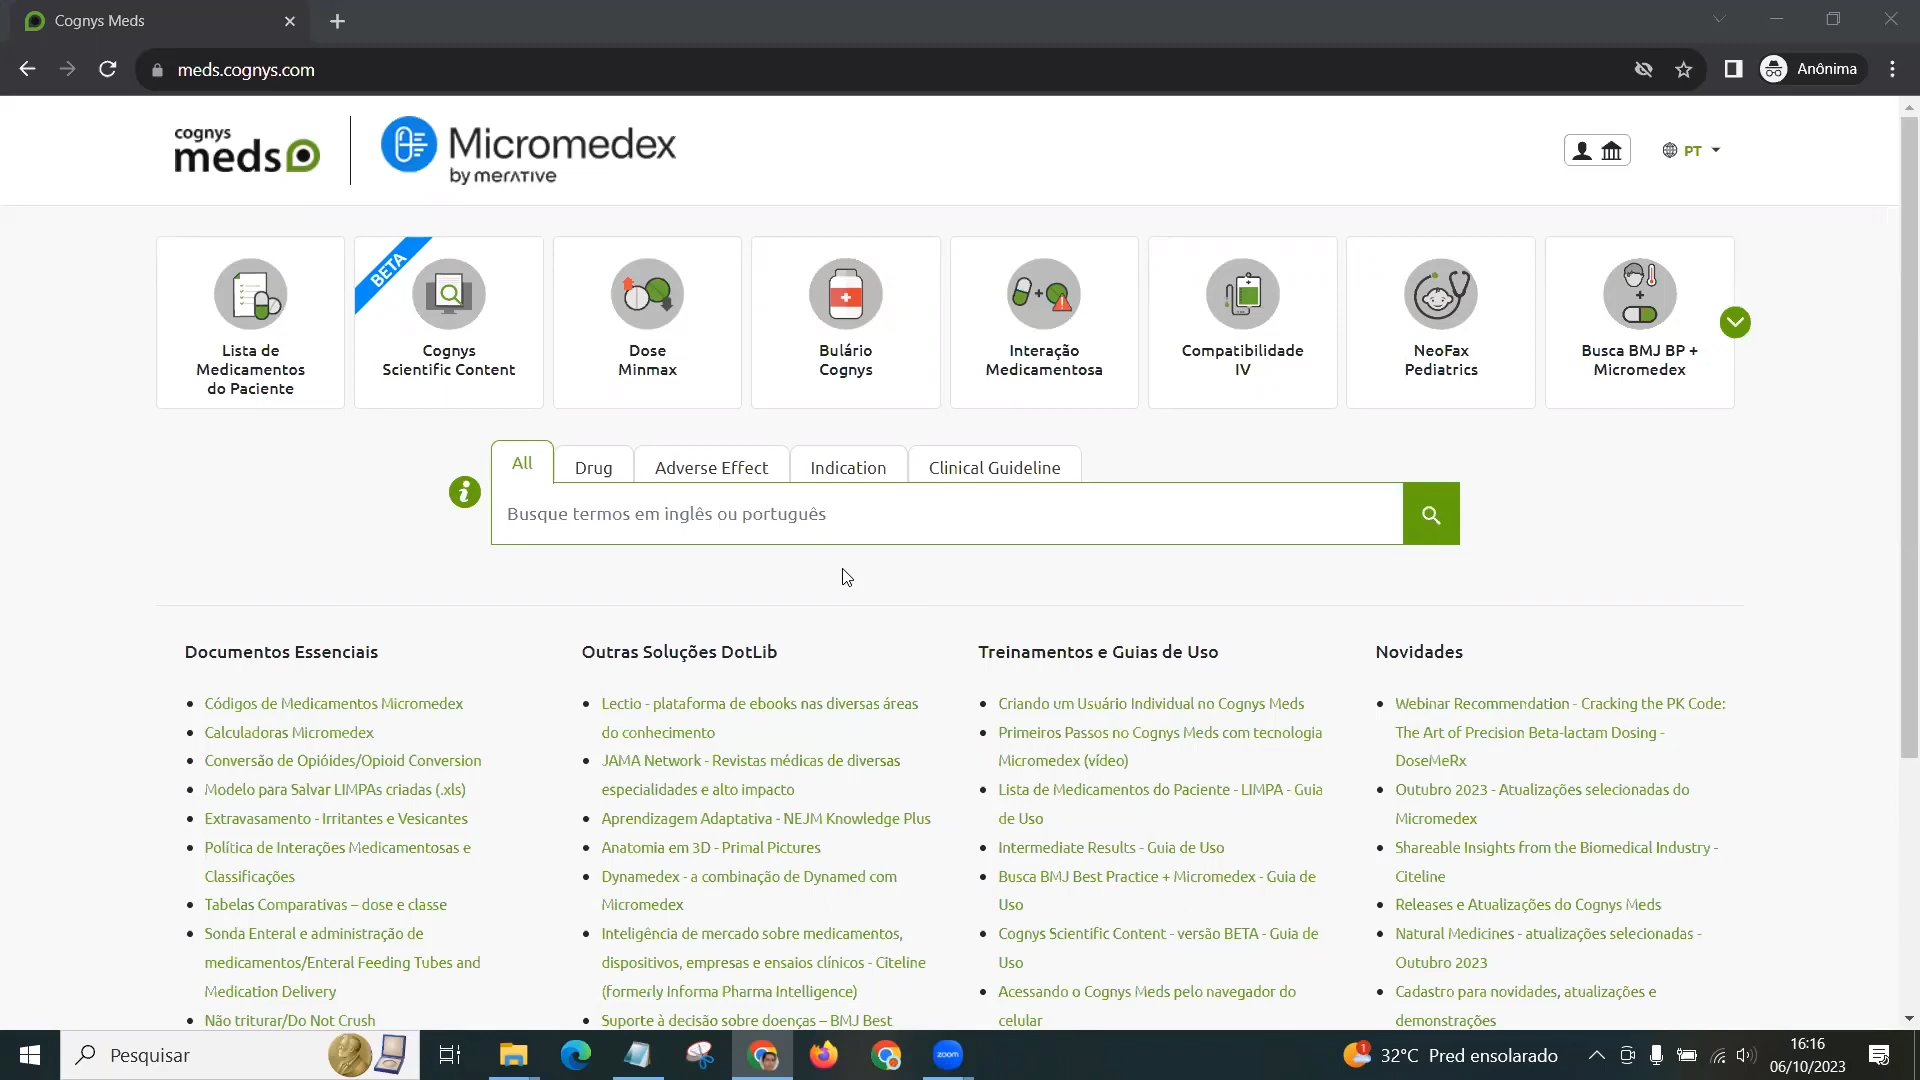 Cognys Meds
meds.cognys.com
Anônima
cognys
meds
Micromedex
by merative
PT
BETA
Lista de
Medicamentos
do Paciente
Cognys
Scientific Content
Dose
Minmax
Bulário
Cognys
Interação
Medicamentosa
Compatibilidade
IV
NeoFax
Pediatrics
Busca BMJ BP +
Micromedex
All
Drug
Adverse Effect
Indication
Clinical Guideline
Busque termos em inglês ou português
Documentos Essenciais
Códigos de Medicamentos Micromedex
Calculadoras Micromedex
Conversão de Opióides/Opioid Conversion
Modelo para Salvar LIMPAs criadas (.xls)
Extravasamento - Irritantes e Vesicantes
Política de Interações Medicamentosas e
Classificações
Tabelas Comparativas – dose e classe
Sonda Enteral e administração de
medicamentos/Enteral Feeding Tubes and
Medication Delivery
Não triturar/Do Not Crush
Outras Soluções DotLib
Lectio - plataforma de ebooks nas diversas áreas
do conhecimento
JAMA Network - Revistas médicas de diversas
especialidades e alto impacto
Aprendizagem Adaptativa - NEJM Knowledge Plus
Anatomia em 3D - Primal Pictures
Dynamedex - a combinação de Dynamed com
Micromedex
Inteligência de mercado sobre medicamentos,
dispositivos, empresas e ensaios clínicos - Citeline
(formerly Informa Pharma Intelligence)
Suporte à decisão sobre doenças – BMJ Best
Treinamentos e Guias de Uso
Criando um Usuário Individual no Cognys Meds
Primeiros Passos no Cognys Meds com tecnologia
Micromedex (vídeo)
Lista de Medicamentos do Paciente - LIMPA - Guia
de Uso
Intermediate Results - Guia de Uso
Busca BMJ Best Practice + Micromedex - Guia de
Uso
Cognys Scientific Content - versão BETA - Guia de
Uso
Acessando o Cognys Meds pelo navegador do
celular
Novidades
Webinar Recommendation - Cracking the PK Code:
The Art of Precision Beta-lactam Dosing -
DoseMeRx
Outubro 2023 - Atualizações selecionadas do
Micromedex
Shareable Insights from the Biomedical Industry -
Citeline
Releases e Atualizações do Cognys Meds
Natural Medicines - atualizações selecionadas -
Outubro 2023
Cadastro para novidades, atualizações e
demonstrações
Pesquisar
zoom
1
32°C Pred ensolarado
16:16
06/10/2023